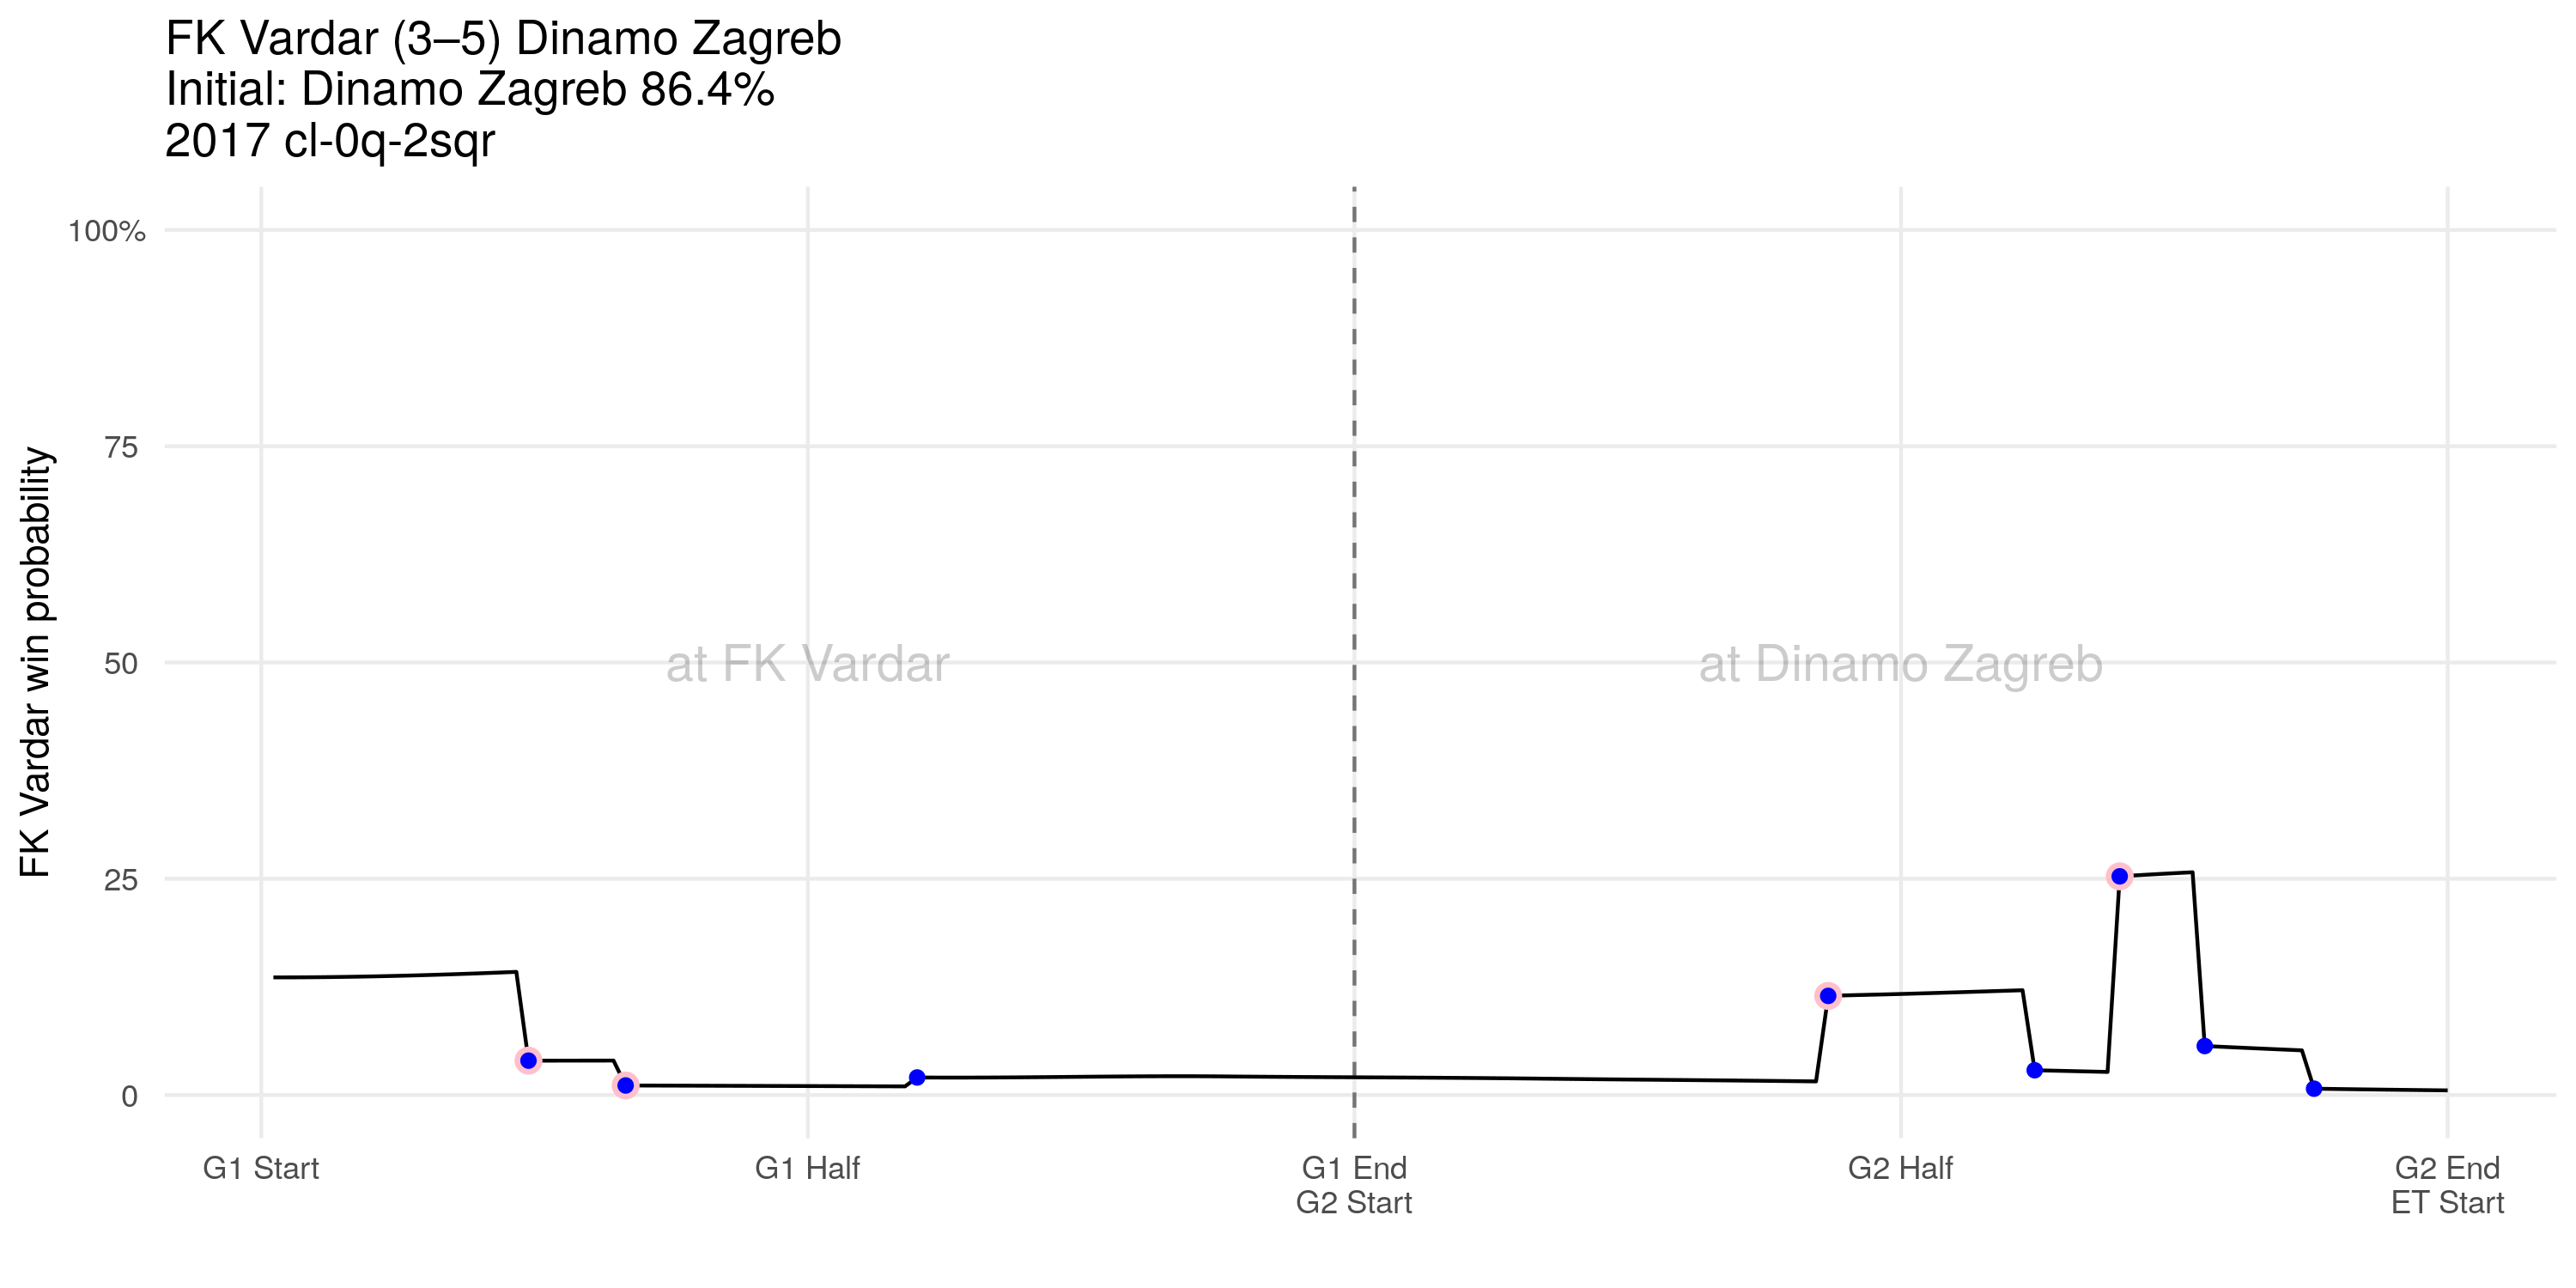 FK Vardar (3–5) Dinamo Zagreb
Initial: Dinamo Zagreb 86.4%
2017 cl-0q-2sqr
FK Vardar win probability
100%
75
50
25
0
at FK Vardar
at Dinamo Zagreb
G1 Start
G1 Half
G1 End
G2 Start
G2 Half
G2 End
ET Start